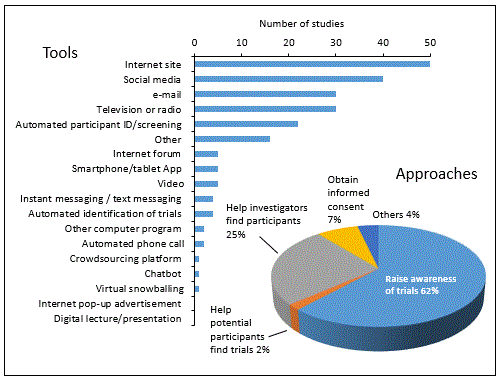 Number of studies
Tools
0 10 20 30 40 50
Internet site
Social media
e-mail
Television or radio
Automated participant ID/screening
Other
Internet forum
Smartphone/tablet App
Video
Instant messaging / text messaging
Automated identification of trials
Other computer program
Automated phone call
Crowdsourcing platform
Chatbot
Virtual snowballing
Internet pop-up advertisement
Digital lecture/presentation
Approaches
Obtain
informed
consent
7%
Others 4%
Help investigators
find participants
25%
Raise awareness
of trials 62%
Help
potential
participants
find trials 2%